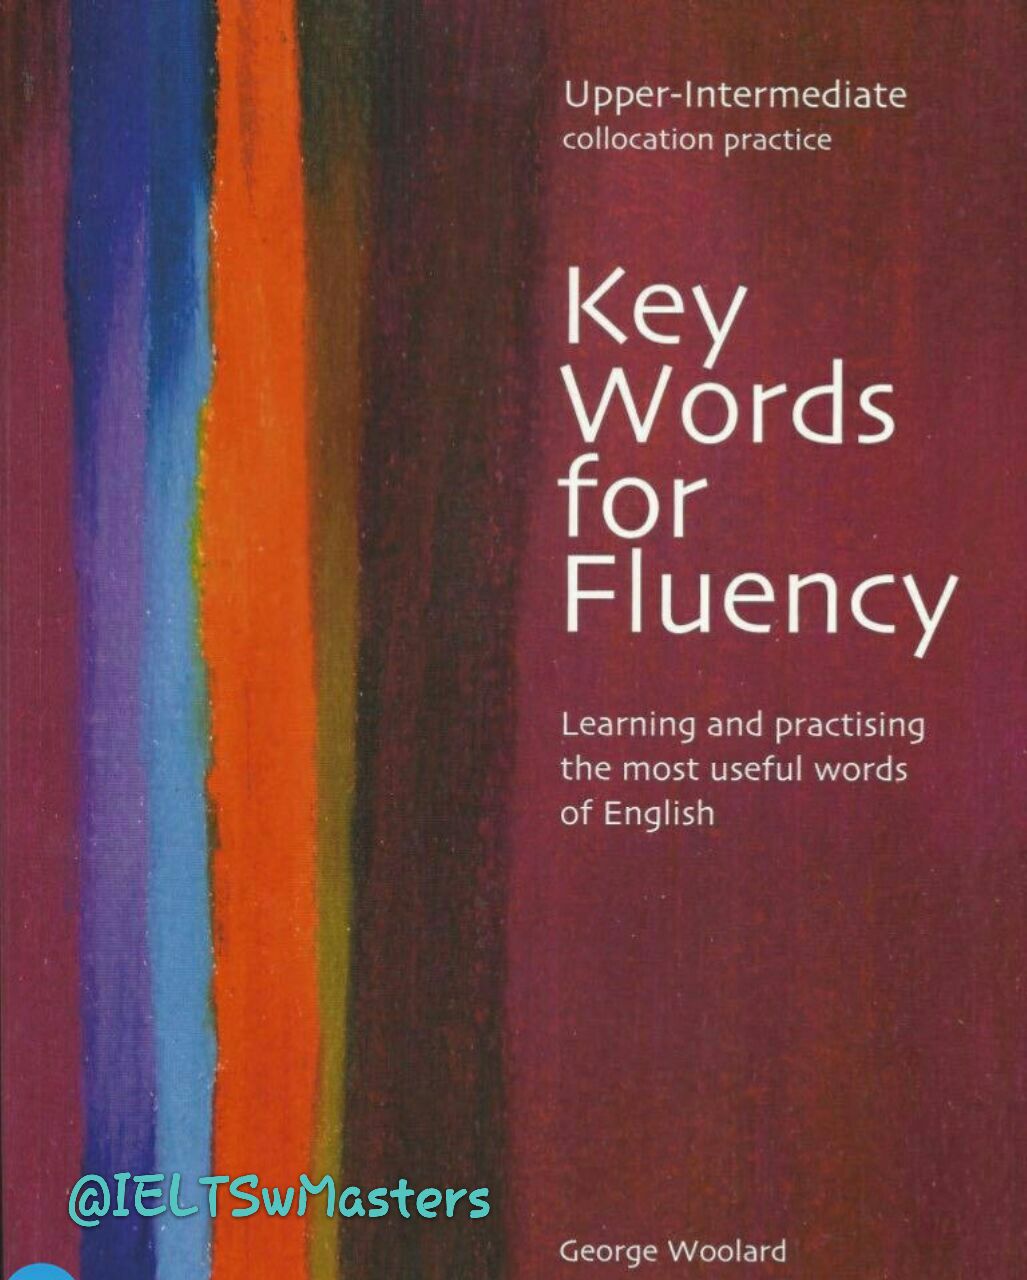 Upper-Intermediate
collocation practice
Key
Words
for
Fluency
Learning and practising
the most useful words
of English
@IELTSwMasters
George Woolard